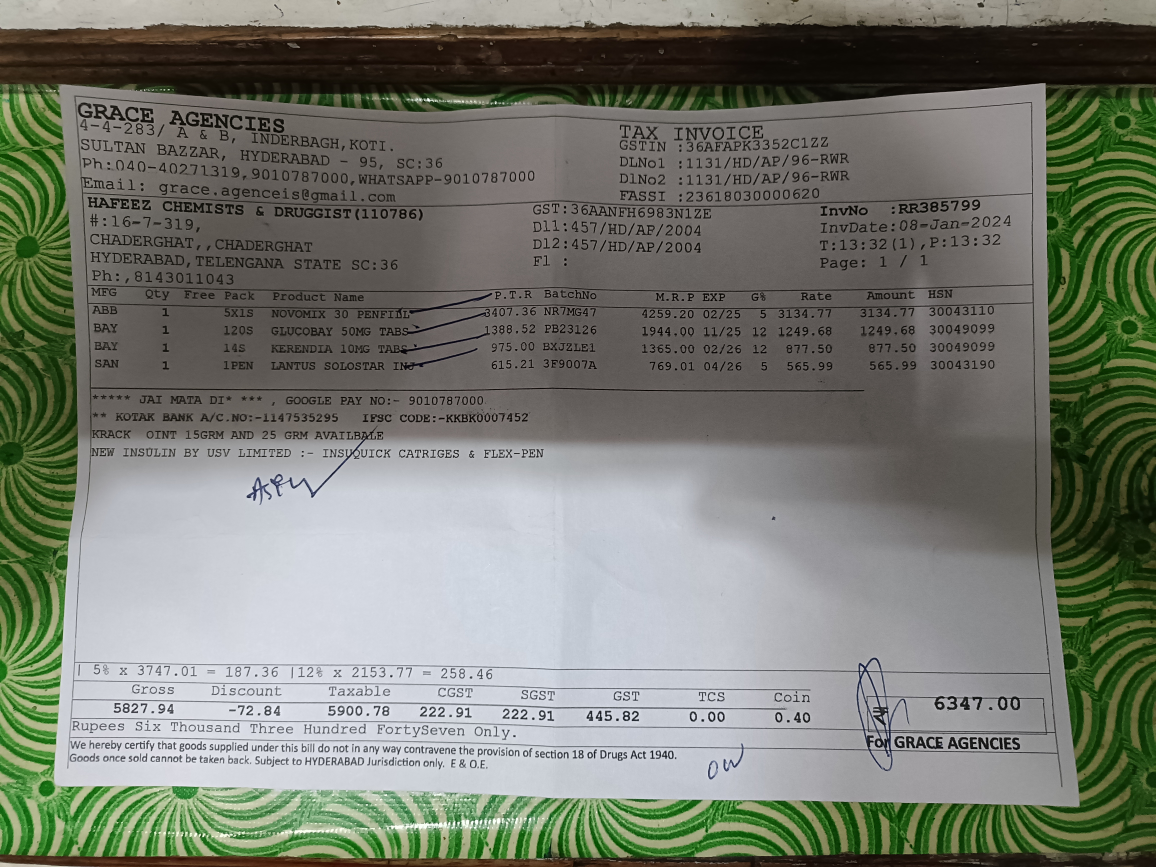 GRACE AGENCIES
4-4-283/ A & B, INDERBAGH,KOTI.
SULTAN BAZZAR, HYDERABAD - 95, SC:36
Ph:040-40271319,9010787000,WHATSAPP-9010787000
Email: grace.agenceis@gmail.com
TAX INVOICE
GSTIN :36AFAPK3352C1ZZ
DLNo1 :1131/HD/AP/96-RWR
DlNo2 :1131/HD/AP/96-RWR
FASSI :23618030000620
HAFEEZ CHEMISTS & DRUGGIST(110786)
#:16-7-319,
CHADERGHAT,,CHADERGHAT
HYDERABAD,TELENGANA STATE SC:36
Ph:,8143011043
GST:36AANFH6983N1ZE
Dl1:457/HD/AP/2004
Dl2:457/HD/AP/2004
Fl :
InvNo :RR385799
InvDate:08-Jan-2024
T:13:32(1),P:13:32
Page: 1 / 1
MFG Qty Free Pack Product Name P.T.R BatchNo M.R.P EXP G% Rate Amount HSN
ABB 1 5X1S NOVOMIX 30 PENFILL 3407.36 NR7MG47 4259.20 02/25 5 3134.77 3134.77 30043110
BAY 1 120S GLUCOBAY 50MG TABS 1388.52 PB23126 1944.00 11/25 12 1249.68 1249.68 30049099
BAY 1 14S KERENDIA 10MG TABS 975.00 BXJZLE1 1365.00 02/26 12 877.50 877.50 30049099
SAN 1 1PEN LANTUS SOLOSTAR INJ 615.21 3F9007A 769.01 04/26 5 565.99 565.99 30043190
***** JAI MATA DI* *** , GOOGLE PAY NO:- 9010787000
** KOTAK BANK A/C.NO:-1147535295 IFSC CODE:-KKBK0007452
KRACK OINT 15GRM AND 25 GRM AVAILBALE
NEW INSULIN BY USV LIMITED :- INSUQUICK CATRIGES & FLEX-PEN
| 5% x 3747.01 = 187.36 |12% x 2153.77 = 258.46
Gross Discount Taxable CGST SGST GST TCS Coin
5827.94 -72.84 5900.78 222.91 222.91 445.82 0.00 0.40
6347.00
Rupees Six Thousand Three Hundred FortySeven Only.
For GRACE AGENCIES
We hereby certify that goods supplied under this bill do not in any way contravene the provision of section 18 of Drugs Act 1940.
Goods once sold cannot be taken back. Subject to HYDERABAD Jurisdiction only. E & O.E.